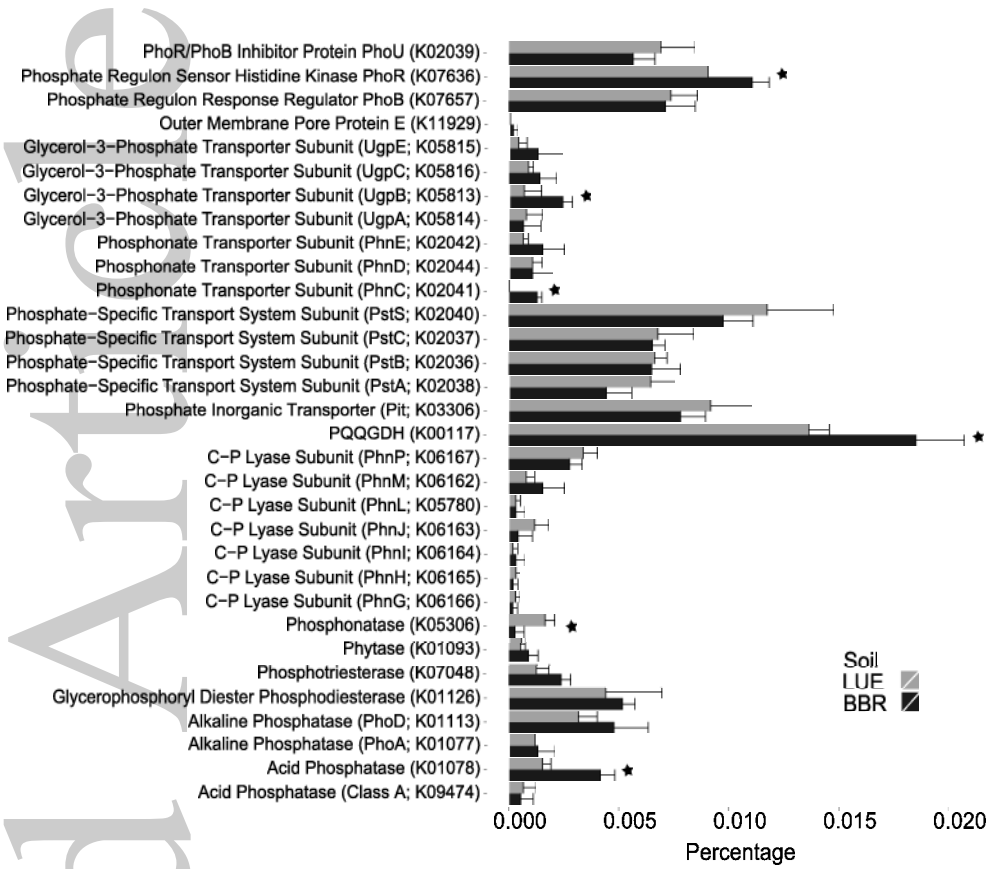 PhoR/PhoB Inhibitor Protein PhoU (K02039)
Phosphate Regulon Sensor Histidine Kinase PhoR (K07636)
Phosphate Regulon Response Regulator PhoB (K07657)
Outer Membrane Pore Protein E (K11929)
Glycerol−3−Phosphate Transporter Subunit (UgpE; K05815)
Glycerol−3−Phosphate Transporter Subunit (UgpC; K05816)
Glycerol−3−Phosphate Transporter Subunit (UgpB; K05813)
Glycerol−3−Phosphate Transporter Subunit (UgpA; K05814)
Phosphonate Transporter Subunit (PhnE; K02042)
Phosphonate Transporter Subunit (PhnD; K02044)
Phosphonate Transporter Subunit (PhnC; K02041)
Phosphate−Specific Transport System Subunit (PstS; K02040)
Phosphate−Specific Transport System Subunit (PstC; K02037)
Phosphate−Specific Transport System Subunit (PstB; K02036)
Phosphate−Specific Transport System Subunit (PstA; K02038)
Phosphate Inorganic Transporter (Pit; K03306)
PQQGDH (K00117)
C−P Lyase Subunit (PhnP; K06167)
C−P Lyase Subunit (PhnM; K06162)
C−P Lyase Subunit (PhnL; K05780)
C−P Lyase Subunit (PhnJ; K06163)
C−P Lyase Subunit (PhnI; K06164)
C−P Lyase Subunit (PhnH; K06165)
C−P Lyase Subunit (PhnG; K06166)
Phosphonatase (K05306)
Phytase (K01093)
Phosphotriesterase (K07048)
Glycerophosphoryl Diester Phosphodiesterase (K01126)
Alkaline Phosphatase (PhoD; K01113)
Alkaline Phosphatase (PhoA; K01077)
Acid Phosphatase (K01078)
Acid Phosphatase (Class A; K09474)
0.000 0.005 0.010 0.015 0.020
Percentage
Soil
LUE
BBR
d Article